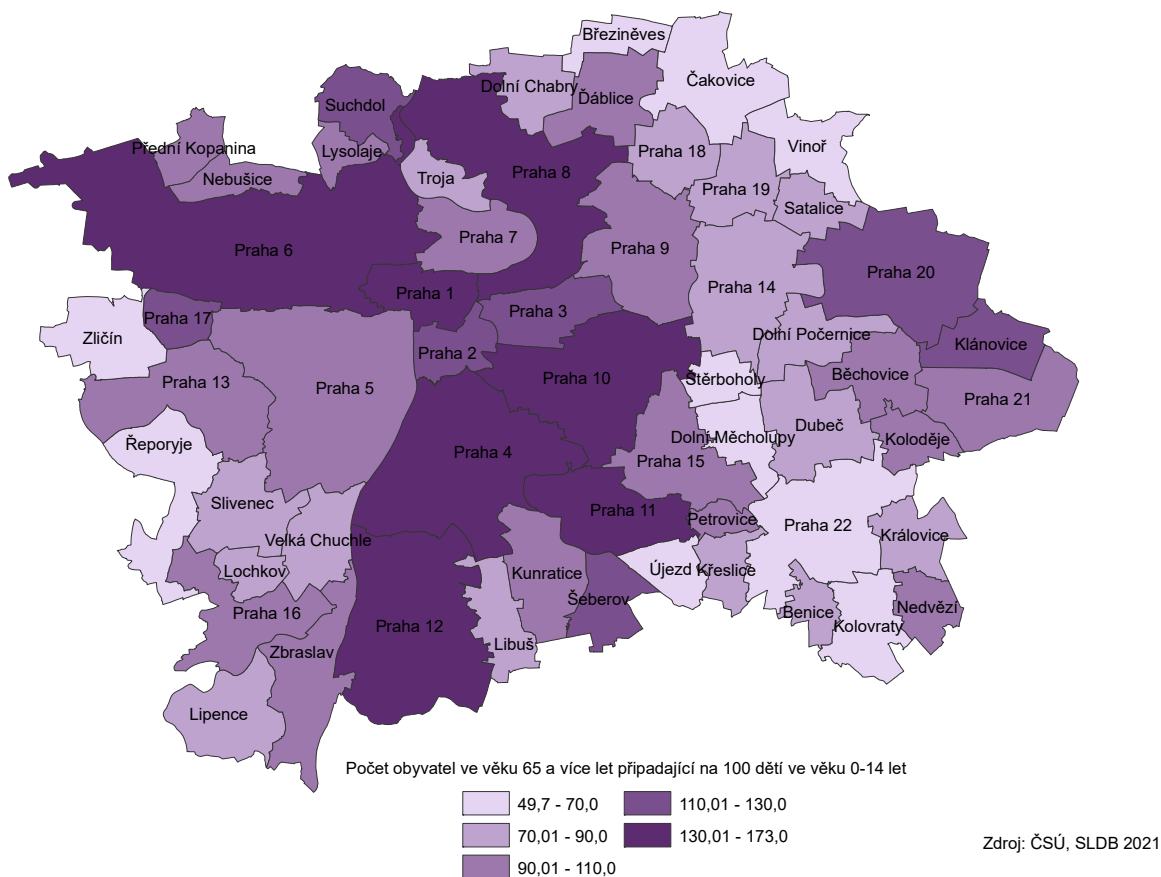 Březiněves
Čakovice
Dolní Chabry
Ďáblice
Suchdol
Vinoř
Přední Kopanina
Lysolaje
Praha 18
Nebušice
Praha 8
Troja
Praha 19
Satalice
Praha 7
Praha 9
Praha 6
Praha 20
Praha 14
Praha 1
Praha 3
Praha 17
Dolní Počernice
Zličín
Klánovice
Praha 2
Praha 10
Štěrboholy
Běchovice
Praha 13
Praha 5
Praha 21
Řeporyje
Dolní Měcholupy
Dubeč
Koloděje
Praha 4
Praha 15
Slivenec
Praha 11
Petrovice
Praha 22
Královice
Velká Chuchle
Lochkov
Kunratice
Újezd
Křeslice
Šeberov
Praha 16
Benice
Nedvězí
Praha 12
Kolovraty
Libuš
Zbraslav
Lipence
Počet obyvatel ve věku 65 a více let připadající na 100 dětí ve věku 0-14 let
49,7 - 70,0
70,01 - 90,0
90,01 - 110,0
110,01 - 130,0
130,01 - 173,0
Zdroj: ČSÚ, SLDB 2021